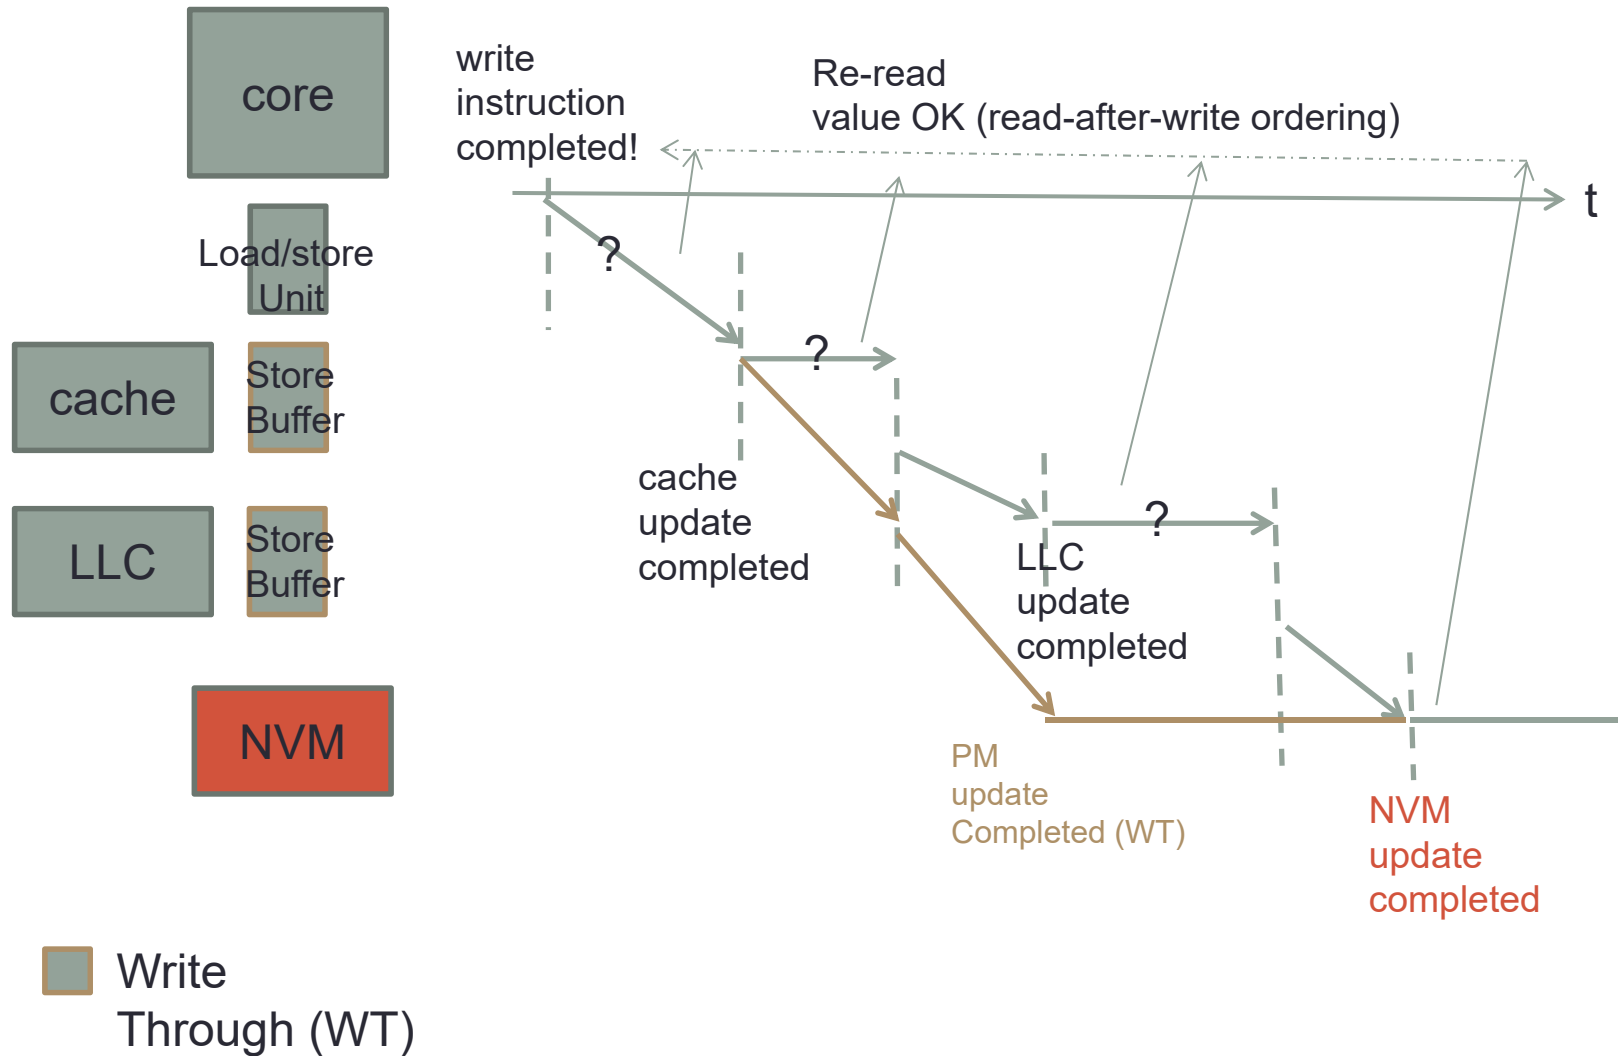 core
write
instruction
completed!
Re-read
value OK (read-after-write ordering)
t
Load/store
Unit
?
cache
Store
Buffer
?
cache
update
completed
LLC
Store
Buffer
?
LLC
update
completed
NVM
PM
update
Completed (WT)
NVM
update
completed
Write
Through (WT)